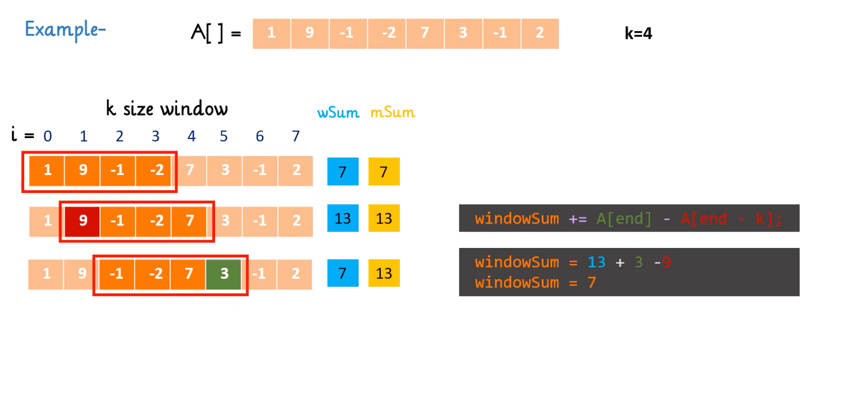 Example-
A[ ] = 1 9 -1 -2 7 3 -1 2
k=4
k size window
wSum mSum
i = 0 1 2 3 4 5 6 7
1 9 -1 -2 7 3 -1 2 7 7
1 9 -1 -2 7 3 -1 2 13 13
windowSum += A[end] - A[end - k];
1 9 -1 -2 7 3 -1 2 7 13
windowSum = 13 + 3 -9
windowSum = 7